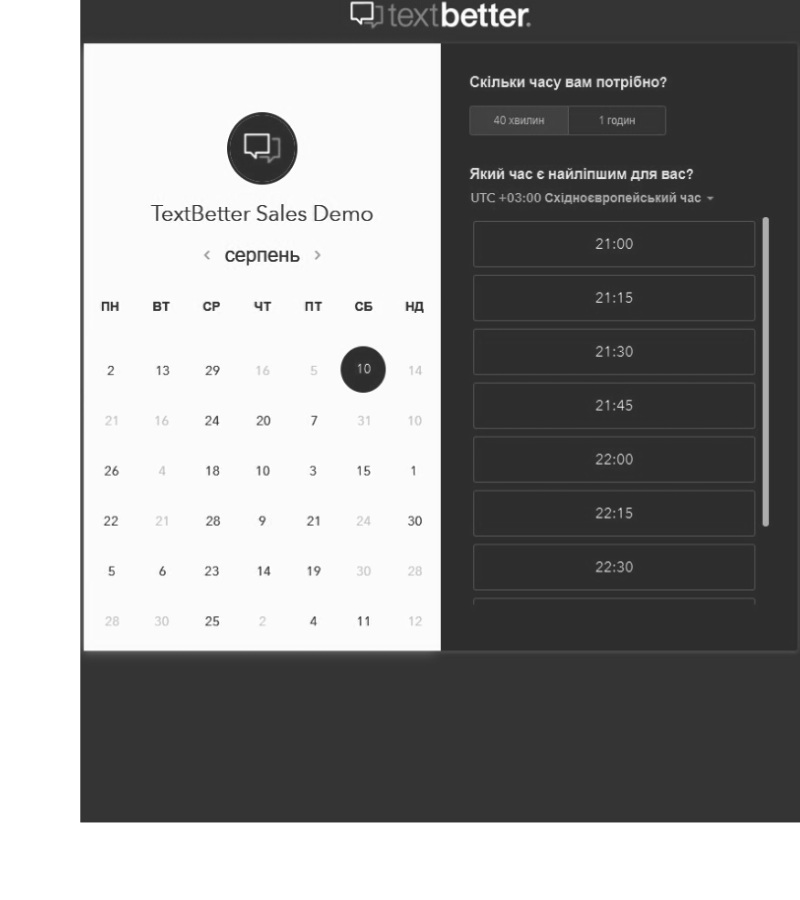 textbetter.
TextBetter Sales Demo
серпень
ПН ВТ СР ЧТ ПТ СБ НД
2 13 29 16 5 10 14
21 16 24 20 7 31 10
26 4 18 10 3 15 1
22 21 28 9 21 24 30
5 6 23 14 19 30 28
28 30 25 2 4 11 12
Скільки часу вам потрібно?
40 хвилин 1 годин
Який час є найліпшим для вас?
UTC +03:00 Східноєвропейський час
21:00
21:15
21:30
21:45
22:00
22:15
22:30